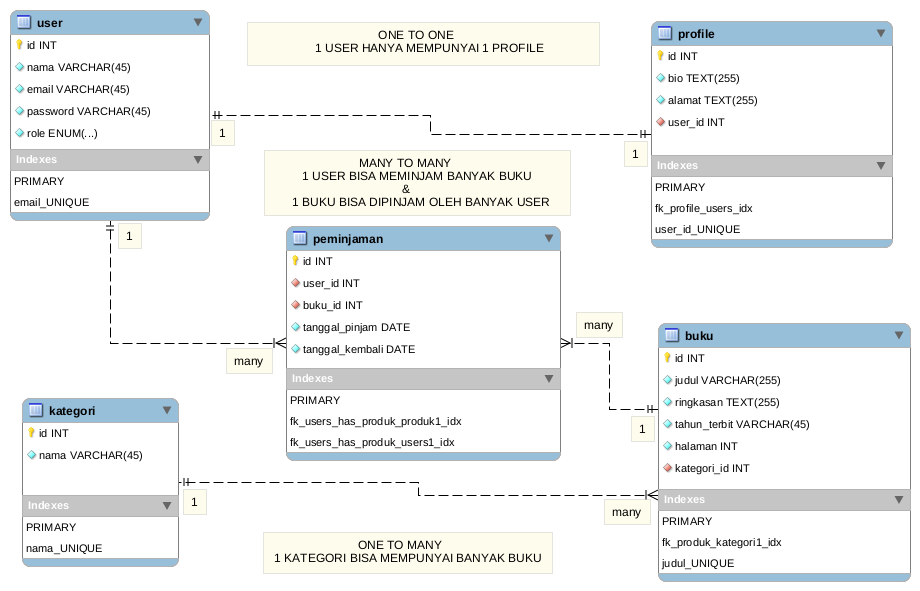 user
id INT
nama VARCHAR(45)
email VARCHAR(45)
password VARCHAR(45)
role ENUM(...)
Indexes
PRIMARY
email_UNIQUE
ONE TO ONE
1 USER HANYA MEMPUNYAI 1 PROFILE
1
1
profile
id INT
bio TEXT(255)
alamat TEXT(255)
user_id INT
Indexes
PRIMARY
fk_profile_users_idx
user_id_UNIQUE
MANY TO MANY
1 USER BISA MEMINJAM BANYAK BUKU
&
1 BUKU BISA DIPINJAM OLEH BANYAK USER
1
many
peminjaman
id INT
user_id INT
buku_id INT
tanggal_pinjam DATE
tanggal_kembali DATE
Indexes
PRIMARY
fk_users_has_produk_produk1_idx
fk_users_has_produk_users1_idx
many
1
buku
id INT
judul VARCHAR(255)
ringkasan TEXT(255)
tahun_terbit VARCHAR(45)
halaman INT
kategori_id INT
Indexes
PRIMARY
fk_produk_kategori1_idx
judul_UNIQUE
kategori
id INT
nama VARCHAR(45)
Indexes
PRIMARY
nama_UNIQUE
1
many
ONE TO MANY
1 KATEGORI BISA MEMPUNYAI BANYAK BUKU